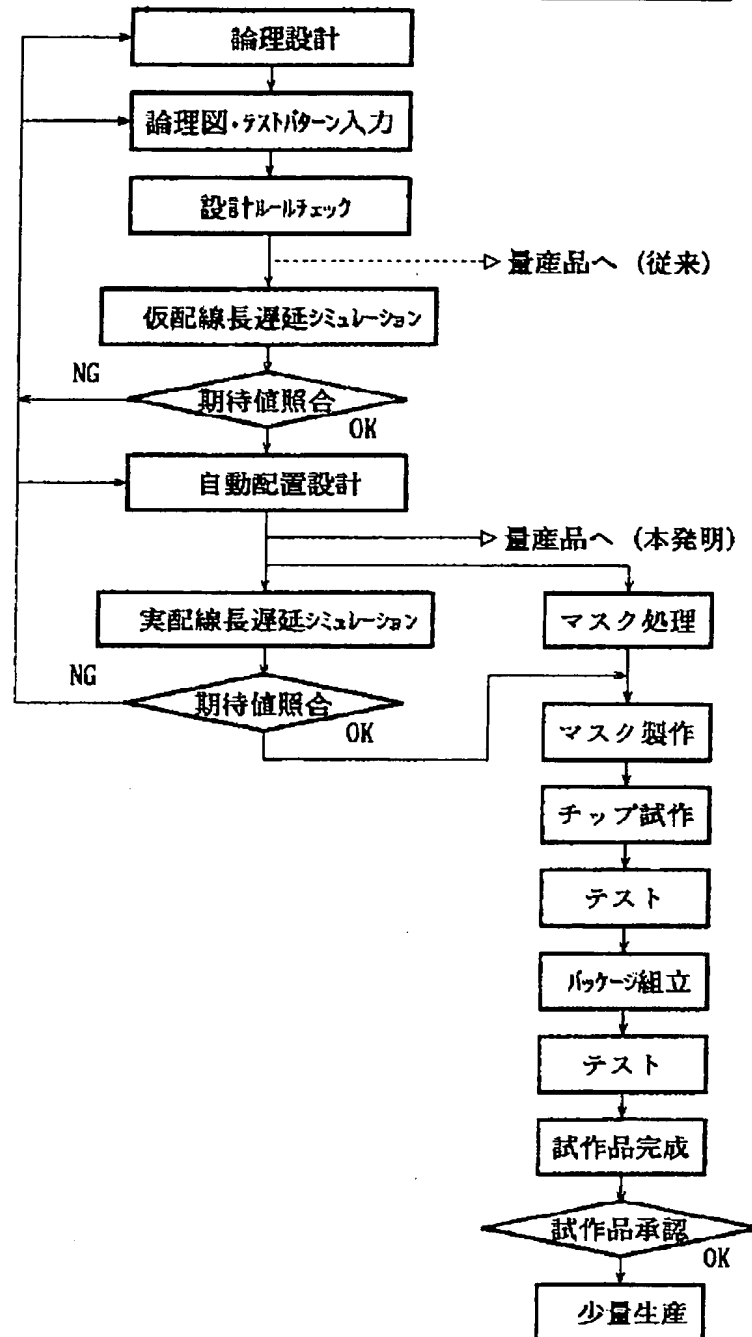 論理設計
論理図・テストパターン入力
設計ルールチェック
量産品へ (従来)
仮配線長遅延シミュレーション
NG
期待値照合
OK
自動配置設計
量産品へ (本発明)
実配線長遅延シミュレーション
マスク処理
NG
期待値照合
OK
マスク製作
チップ試作
テスト
パッケージ組立
テスト
試作品完成
試作品承認
OK
少量生産